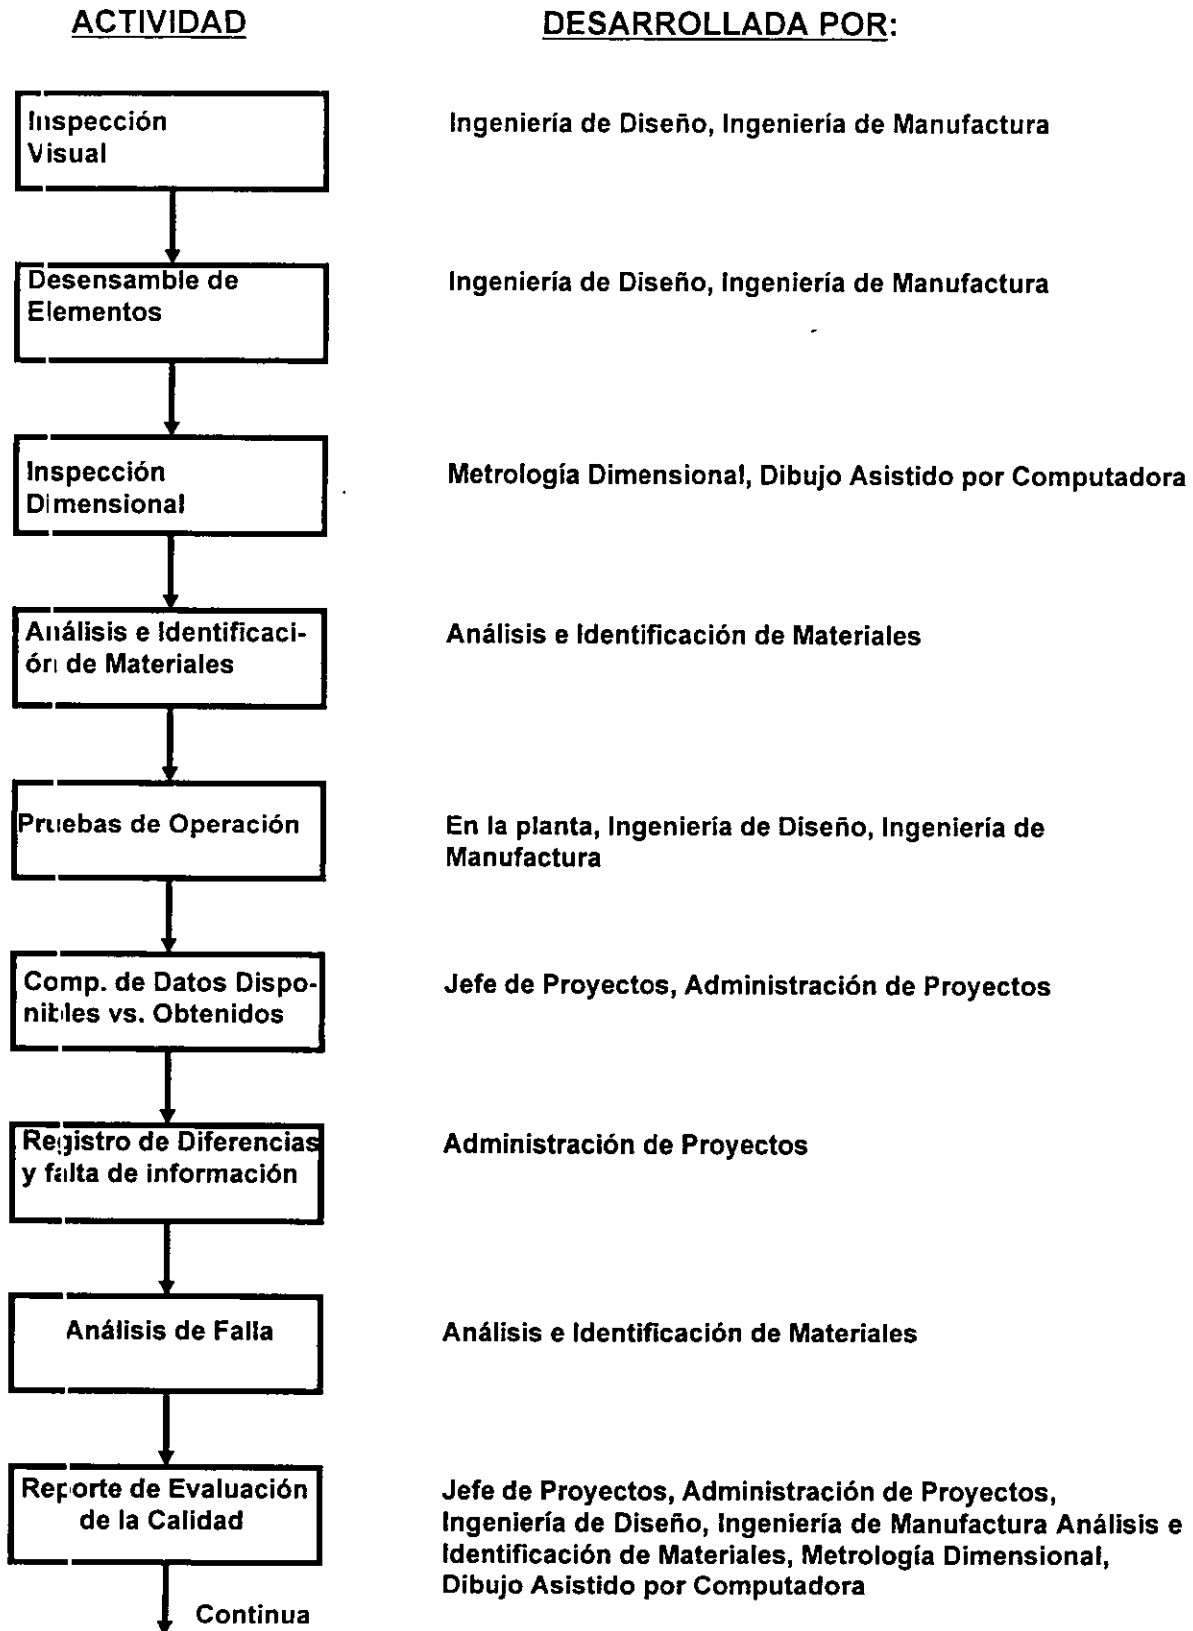 ACTIVIDAD
DESARROLLADA POR:
Inspección
Visual
Ingeniería de Diseño, Ingeniería de Manufactura
Desensamble de
Elementos
Ingeniería de Diseño, Ingeniería de Manufactura
Inspección
Dimensional
Metrología Dimensional, Dibujo Asistido por Computadora
Análisis e Identificaci-
ón de Materiales
Análisis e Identificación de Materiales
Pruebas de Operación
En la planta, Ingeniería de Diseño, Ingeniería de
Manufactura
Comp. de Datos Dispo-
nibles vs. Obtenidos
Jefe de Proyectos, Administración de Proyectos
Registro de Diferencias
y falta de información
Administración de Proyectos
Análisis de Falla
Análisis e Identificación de Materiales
Reporte de Evaluación
de la Calidad
Jefe de Proyectos, Administración de Proyectos,
Ingeniería de Diseño, Ingeniería de Manufactura Análisis e
Identificación de Materiales, Metrología Dimensional,
Dibujo Asistido por Computadora
Continua